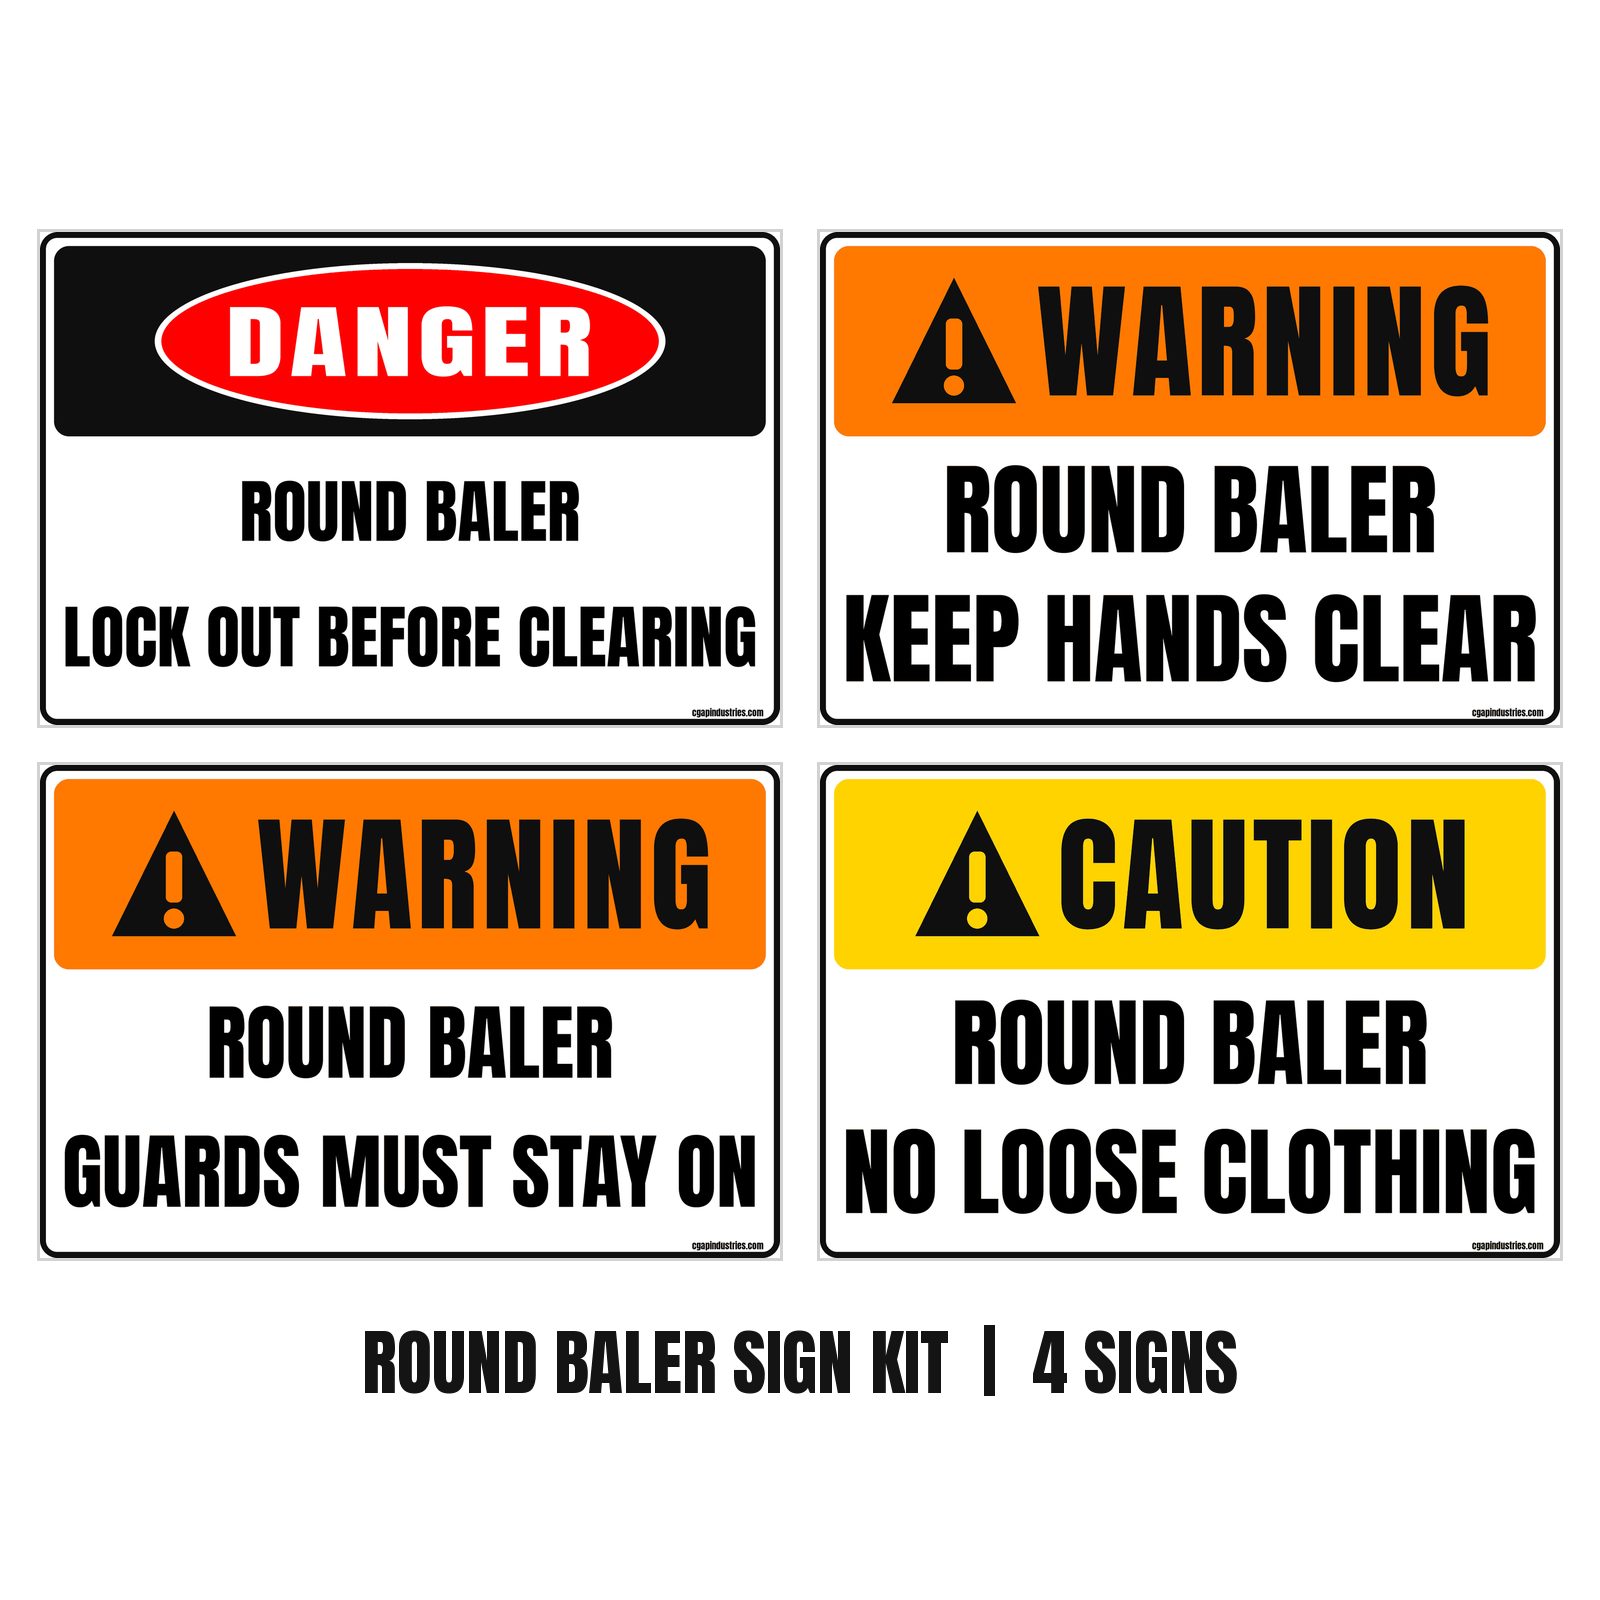 DANGER
ROUND BALER
LOCK OUT BEFORE CLEARING
cgapindustries.com
WARNING
ROUND BALER
KEEP HANDS CLEAR
cgapindustries.com
WARNING
ROUND BALER
GUARDS MUST STAY ON
cgapindustries.com
CAUTION
ROUND BALER
NO LOOSE CLOTHING
cgapindustries.com
ROUND BALER SIGN KIT | 4 SIGNS